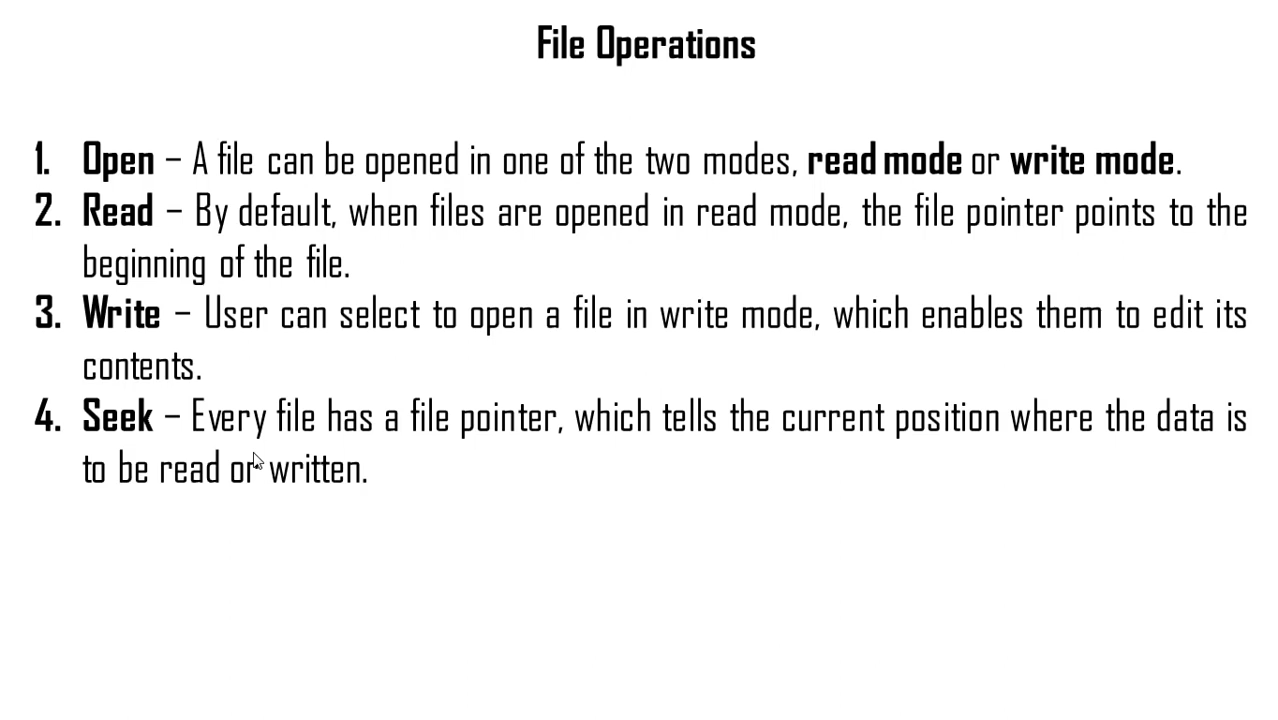 File Operations
1. Open – A file can be opened in one of the two modes, read mode or write mode.
2. Read – By default, when files are opened in read mode, the file pointer points to the
beginning of the file.
3. Write – User can select to open a file in write mode, which enables them to edit its
contents.
4. Seek – Every file has a file pointer, which tells the current position where the data is
to be read or written.